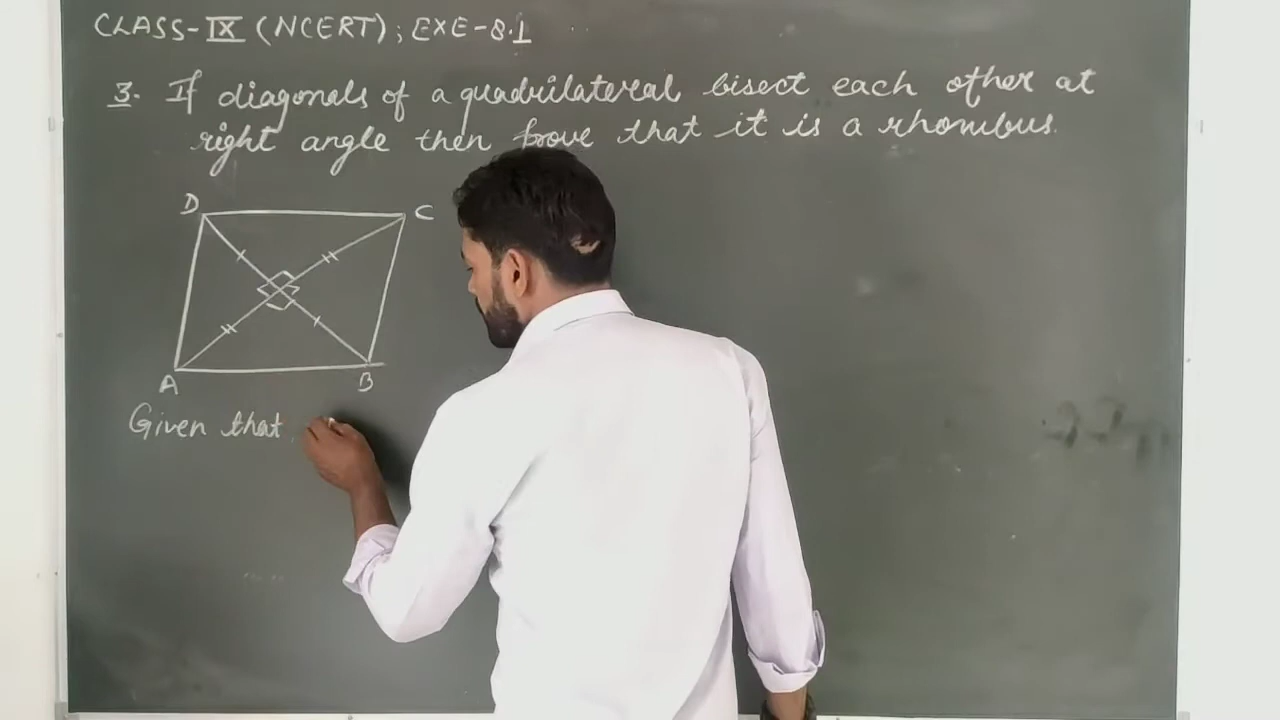 CLASS-IX (NCERT); EXE-8.1
3. If diagonals of a quadrilateral bisect each other at
right angle then prove that it is a rhombus.
D C
A B
Given that